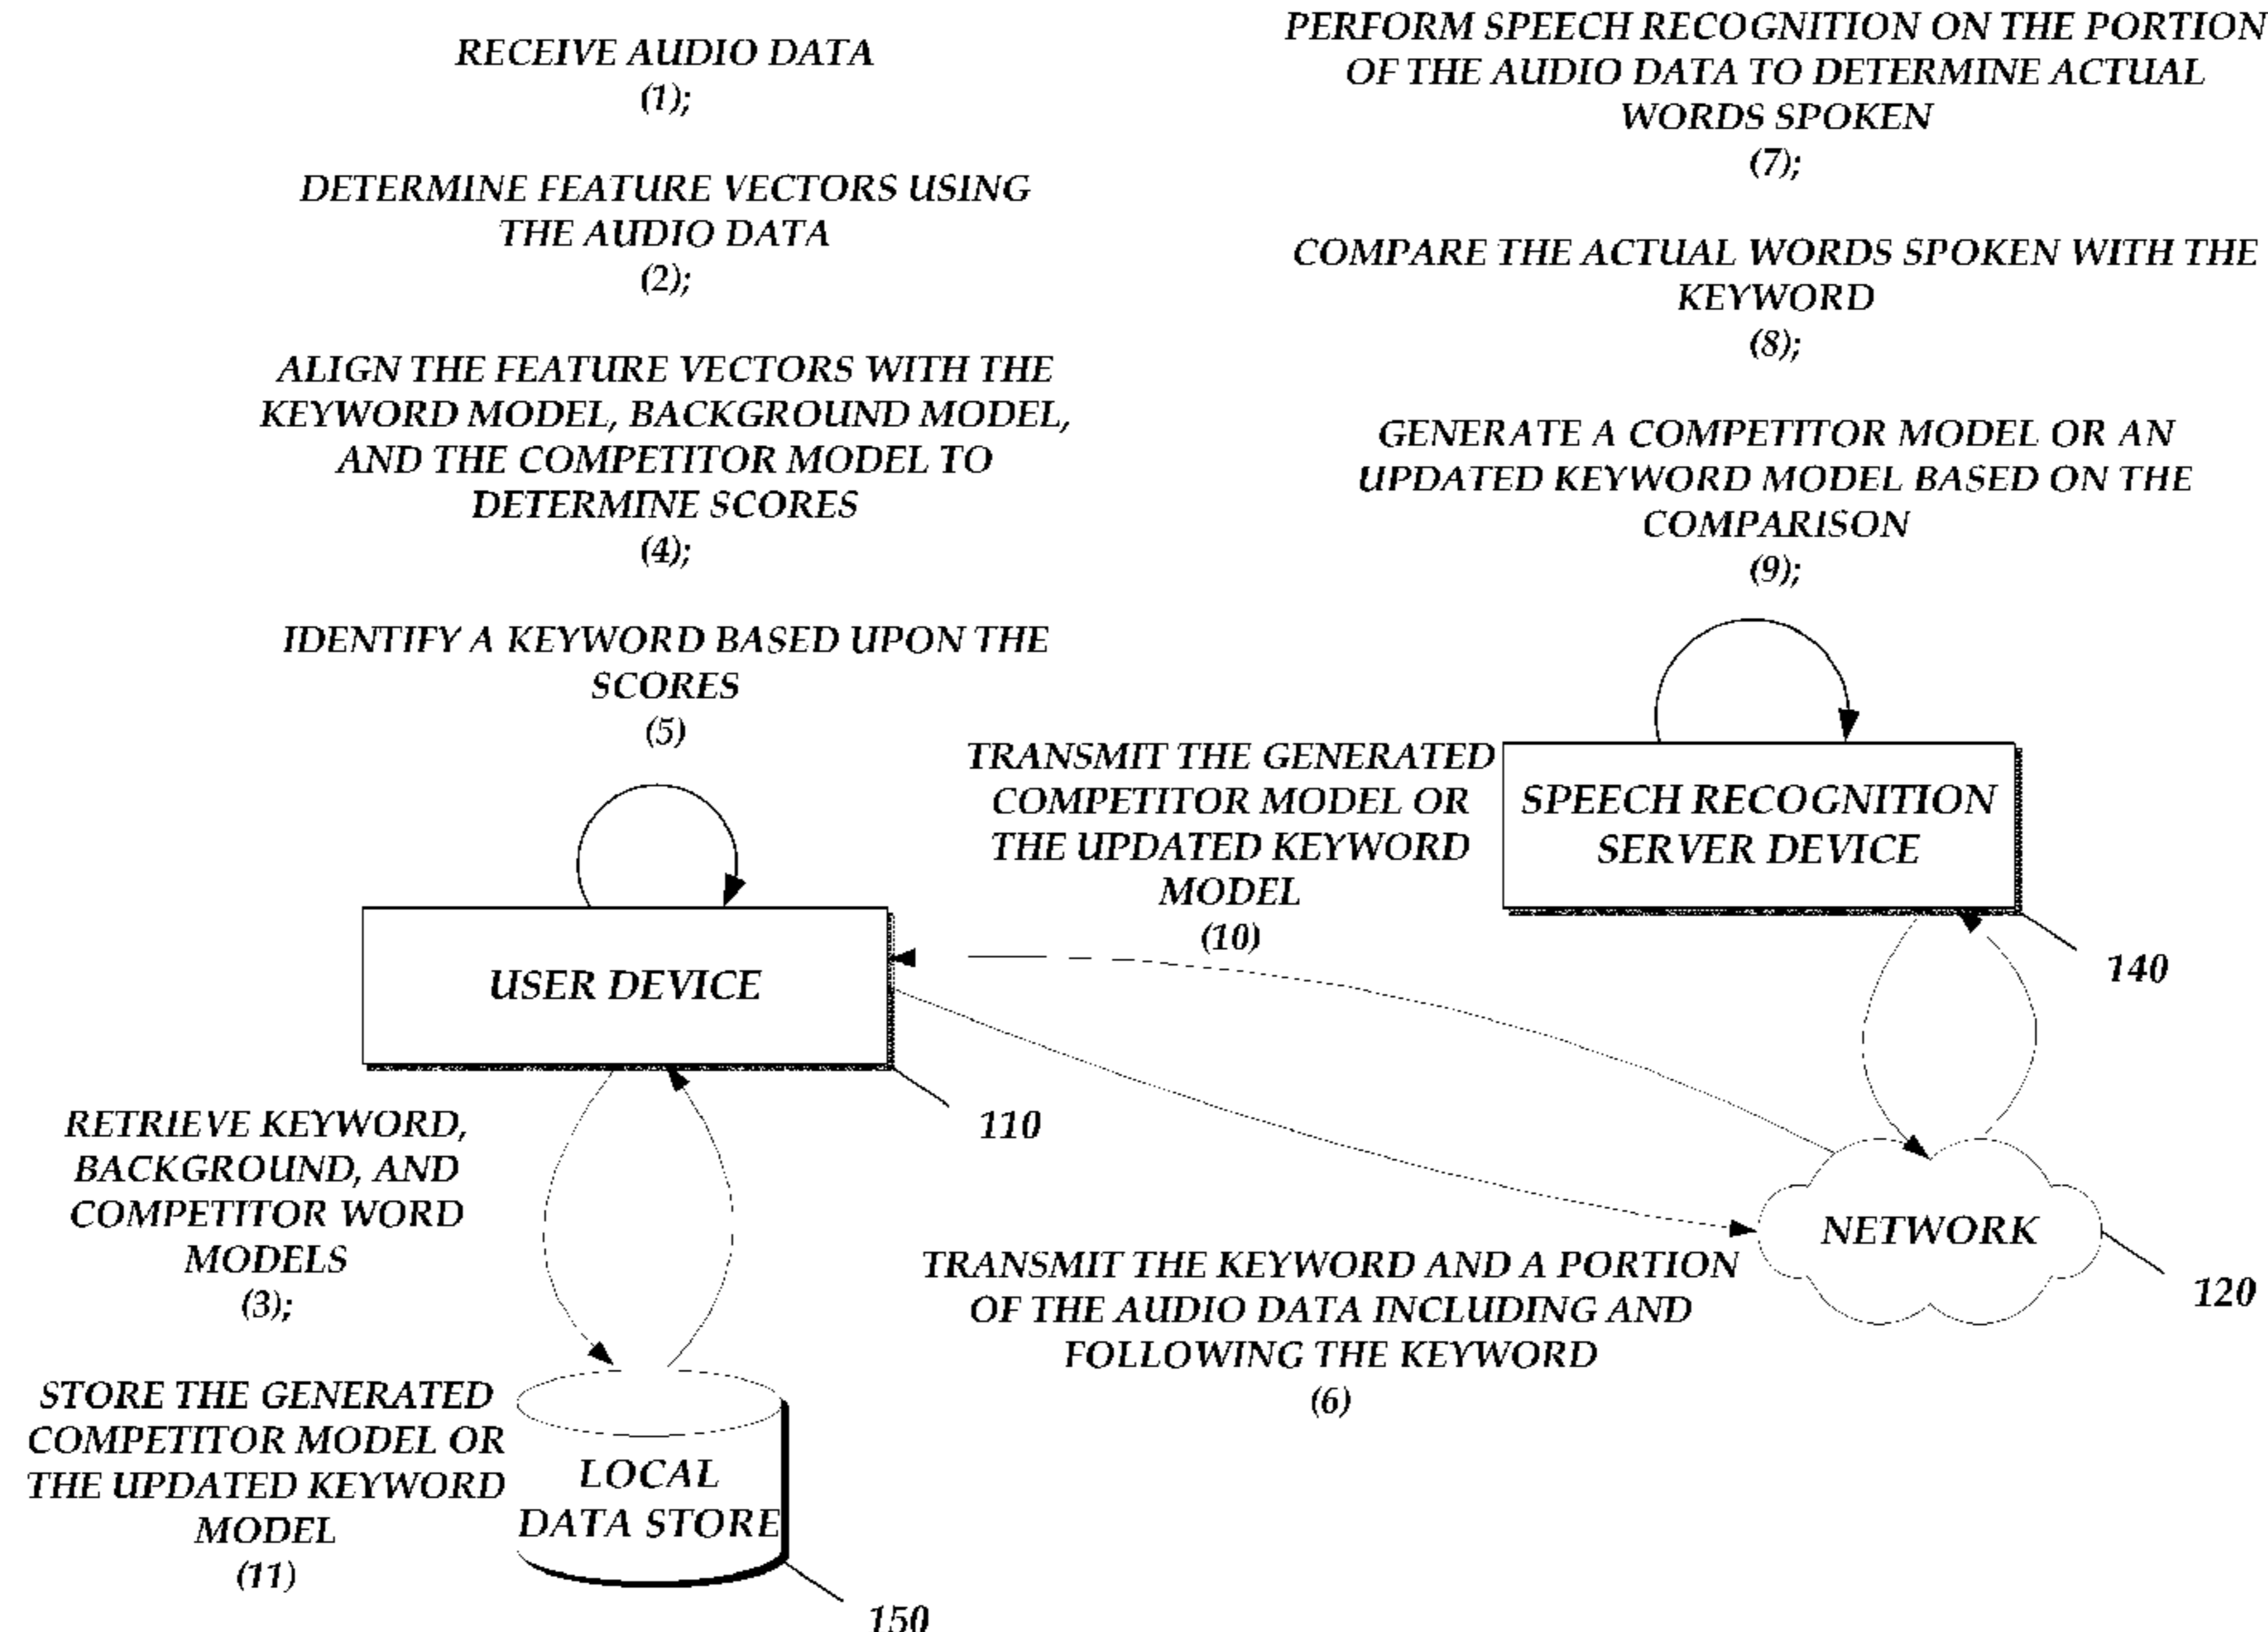 RECEIVE AUDIO DATA
(1);
DETERMINE FEATURE VECTORS USING
THE AUDIO DATA
(2);
ALIGN THE FEATURE VECTORS WITH THE
KEYWORD MODEL, BACKGROUND MODEL,
AND THE COMPETITOR MODEL TO
DETERMINE SCORES
(4);
IDENTIFY A KEYWORD BASED UPON THE
SCORES
(5)
PERFORM SPEECH RECOGNITION ON THE PORTION
OF THE AUDIO DATA TO DETERMINE ACTUAL
WORDS SPOKEN
(7);
COMPARE THE ACTUAL WORDS SPOKEN WITH THE
KEYWORD
(8);
GENERATE A COMPETITOR MODEL OR AN
UPDATED KEYWORD MODEL BASED ON THE
COMPARISON
(9);
TRANSMIT THE GENERATED
COMPETITOR MODEL OR
THE UPDATED KEYWORD
MODEL
(10)
SPEECH RECOGNITION
SERVER DEVICE
140
USER DEVICE
110
RETRIEVE KEYWORD,
BACKGROUND, AND
COMPETITOR WORD
MODELS
(3);
STORE THE GENERATED
COMPETITOR MODEL OR
THE UPDATED KEYWORD
MODEL
(11)
NETWORK
120
TRANSMIT THE KEYWORD AND A PORTION
OF THE AUDIO DATA INCLUDING AND
FOLLOWING THE KEYWORD
(6)
LOCAL
DATA STORE
150